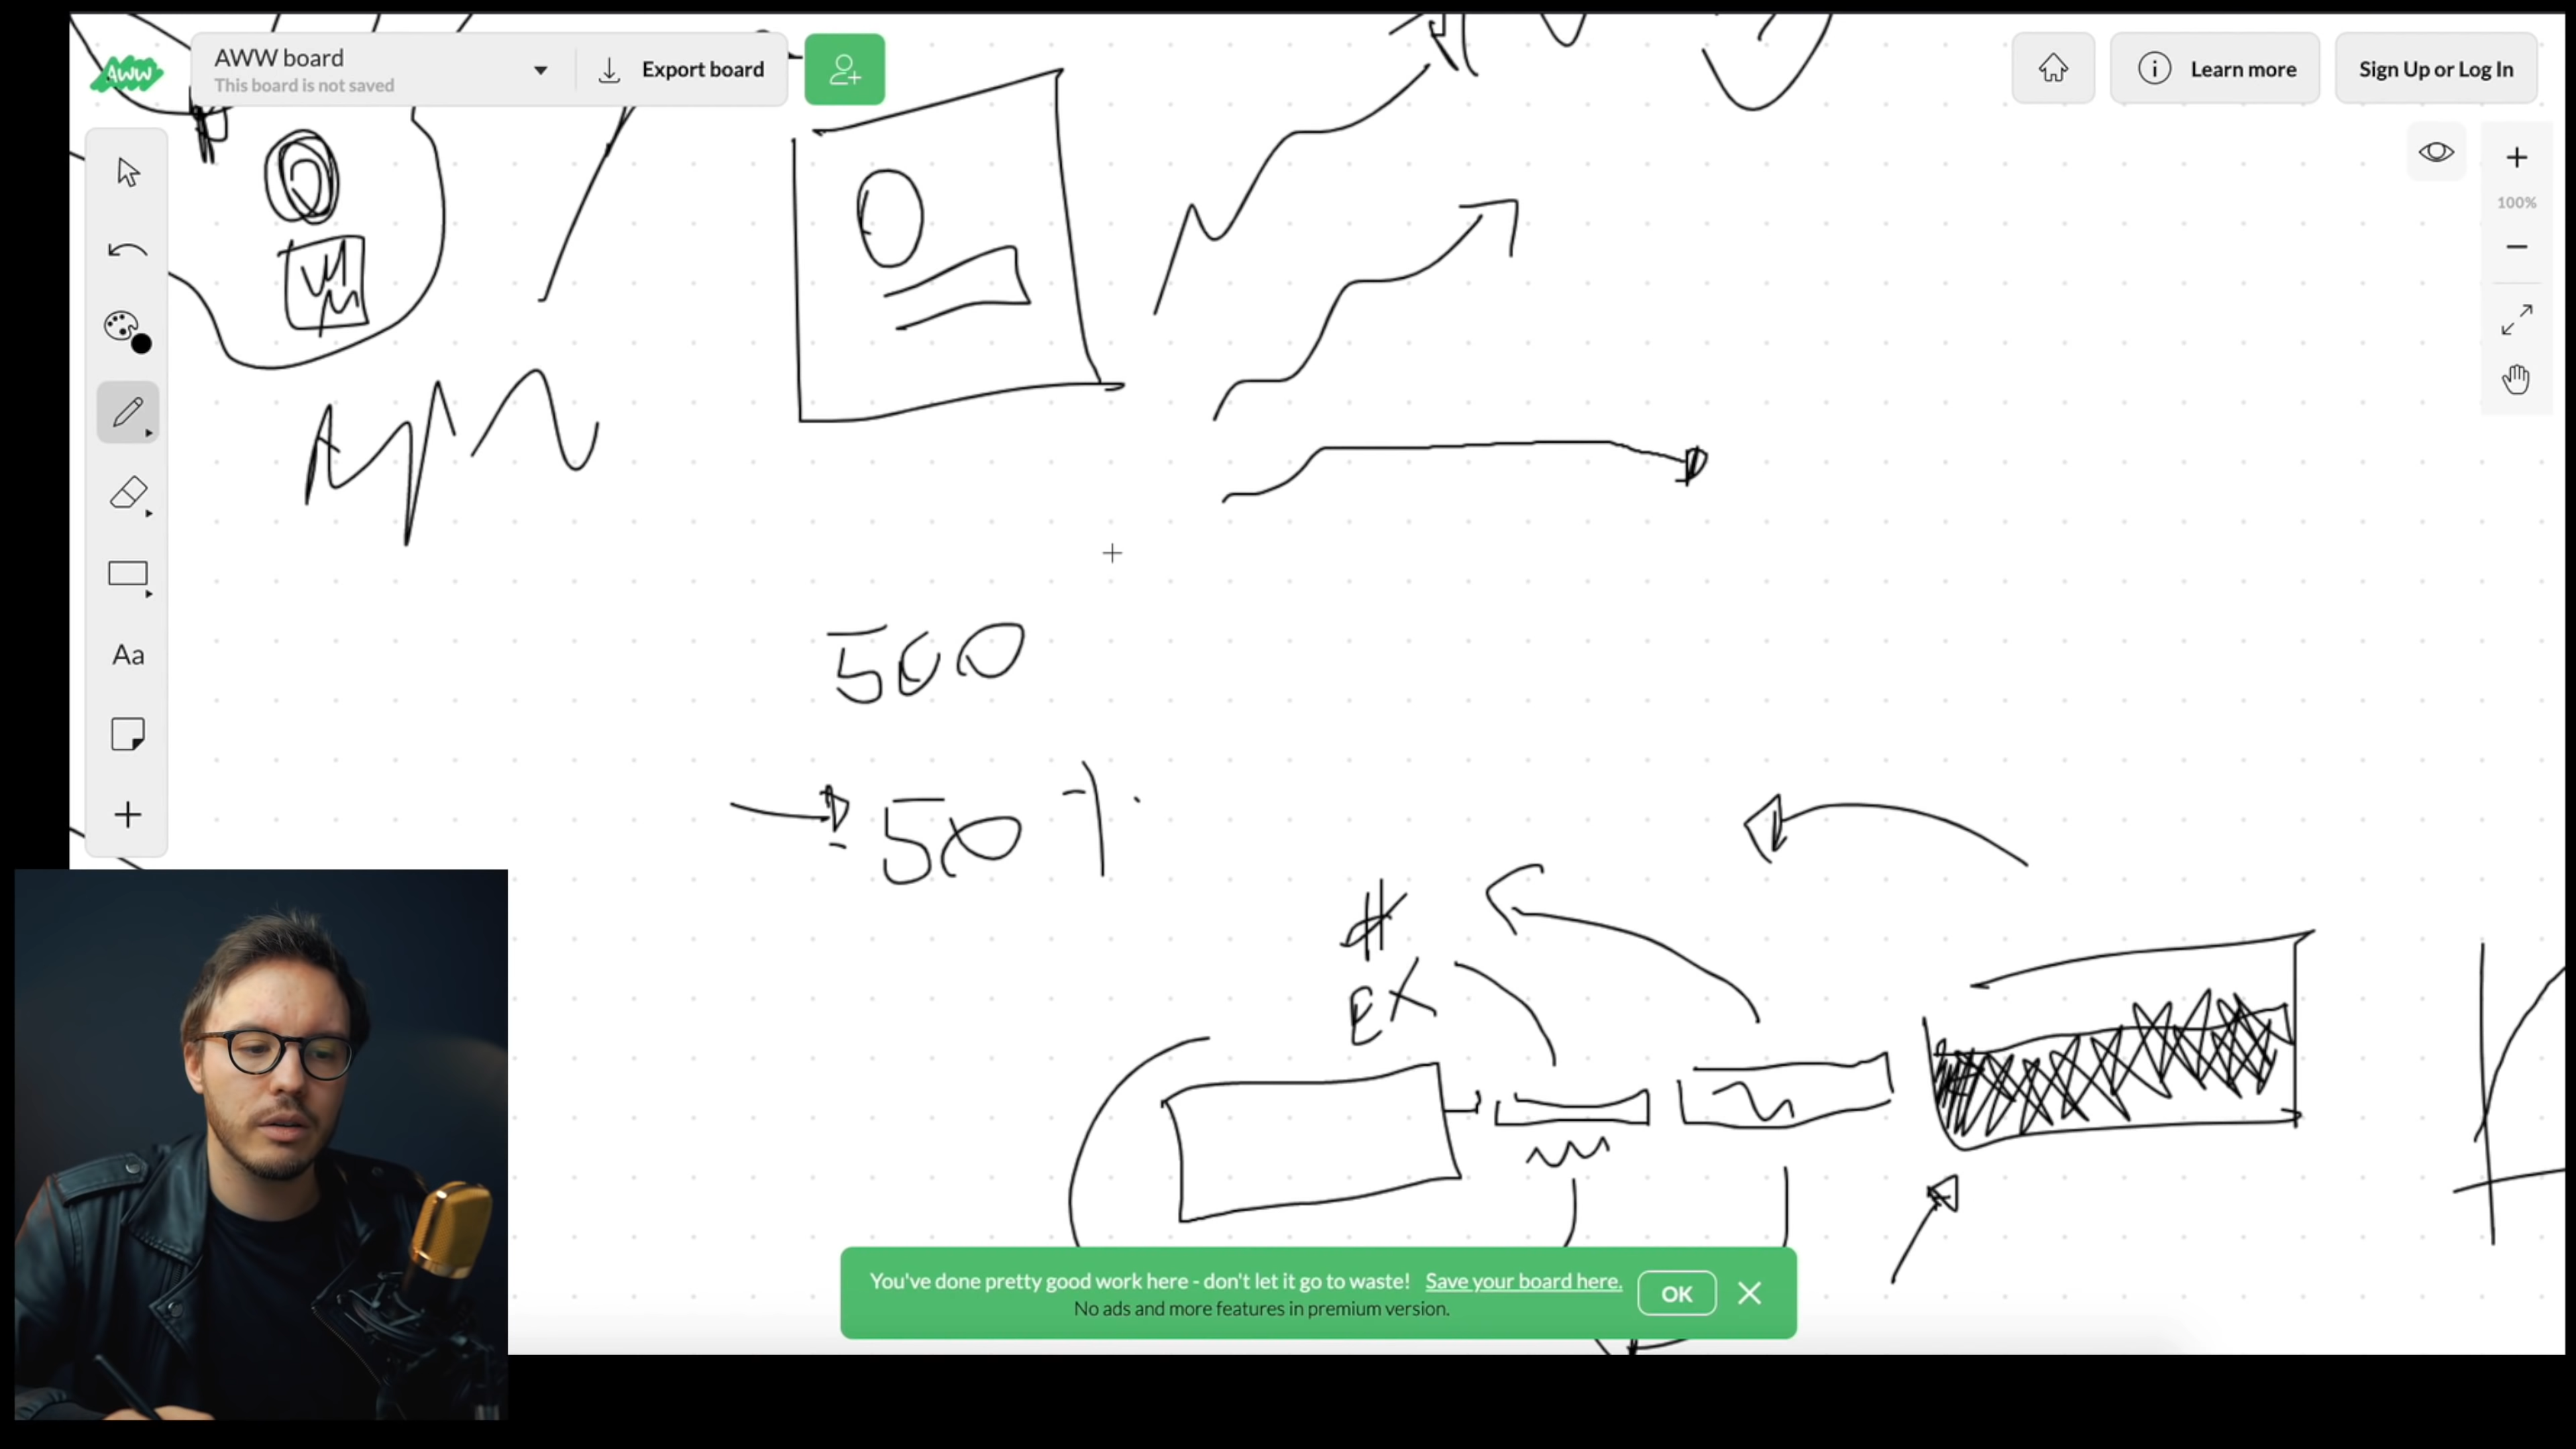 AWW
AWW board
This board is not saved
Export board
Learn more
Sign Up or Log In
100%
Aa
500
50 %
#
EX
You've done pretty good work here - don't let it go to waste! Save your board here.
No ads and more features in premium version.
OK